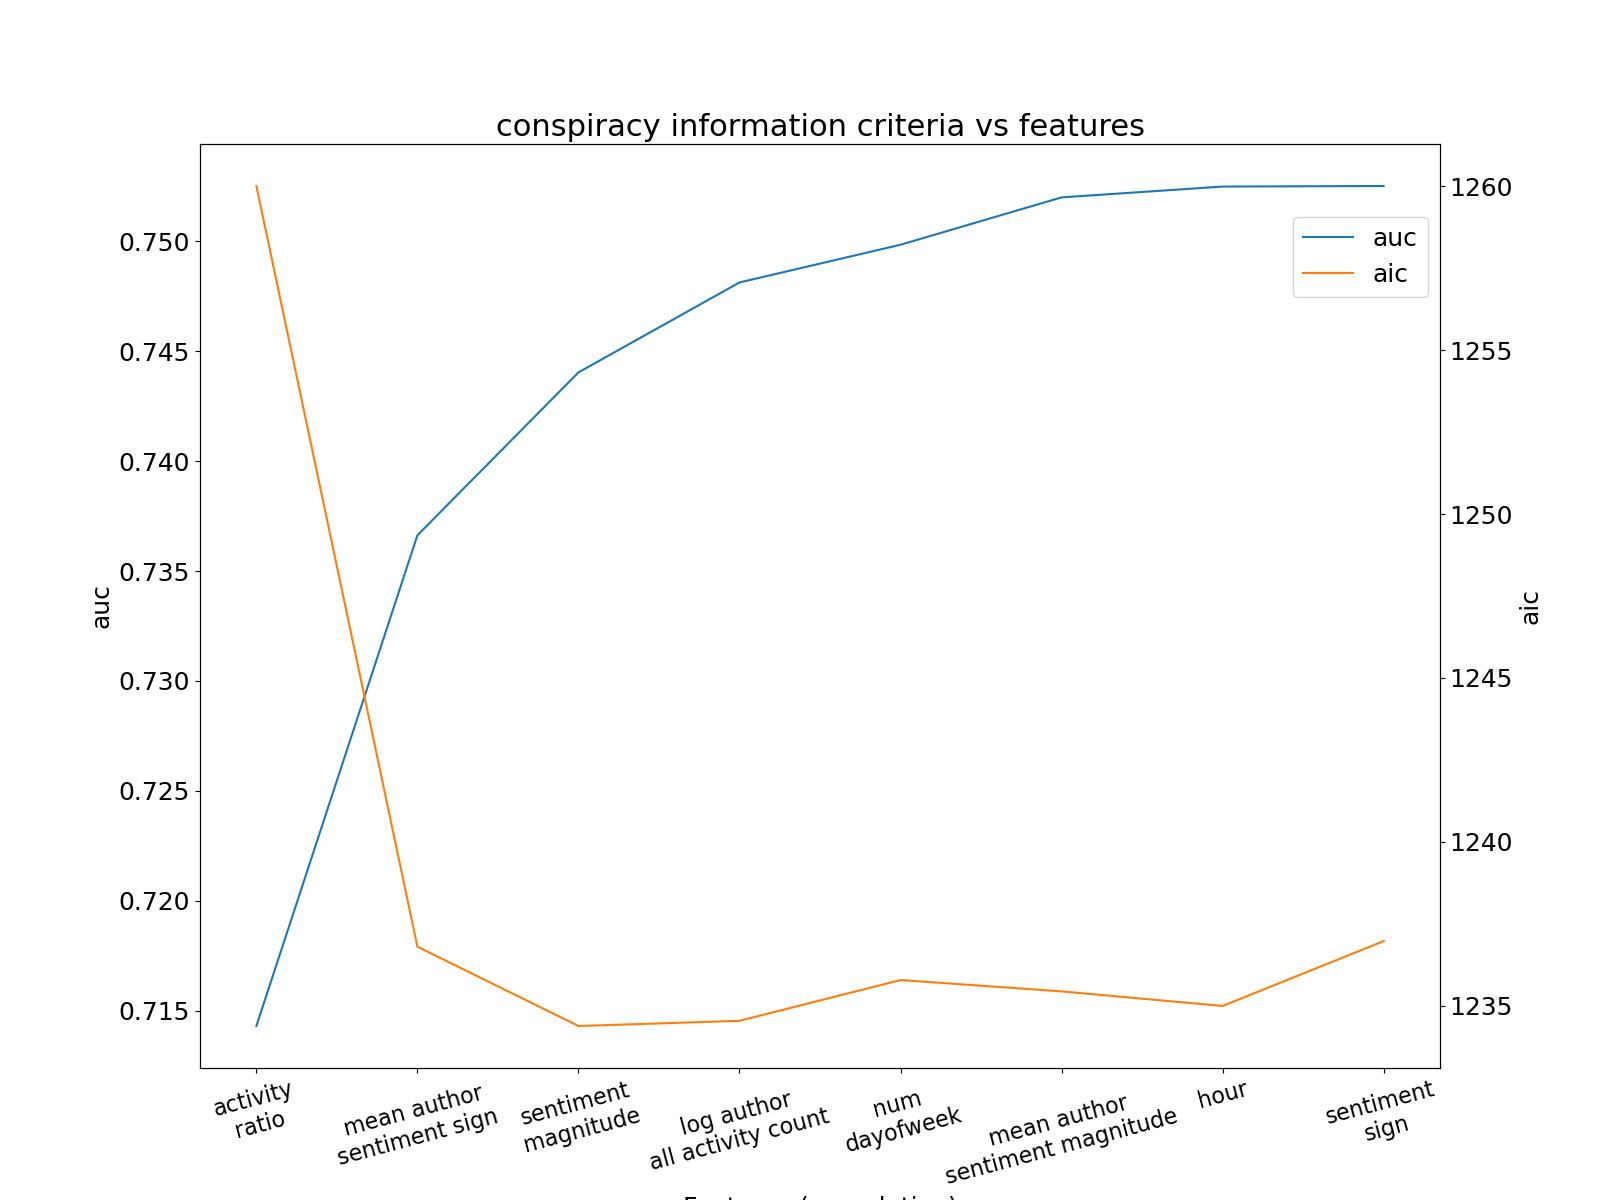 conspiracy information criteria vs features
0.750
0.745
0.740
0.735
0.730
0.725
0.720
0.715
auc
1260
1255
1250
1245
1240
1235
aic
auc
aic
activity
ratio
mean author
sentiment sign
sentiment
magnitude
log author
all activity count
num
dayofweek
mean author
sentiment magnitude
hour
sentiment
sign